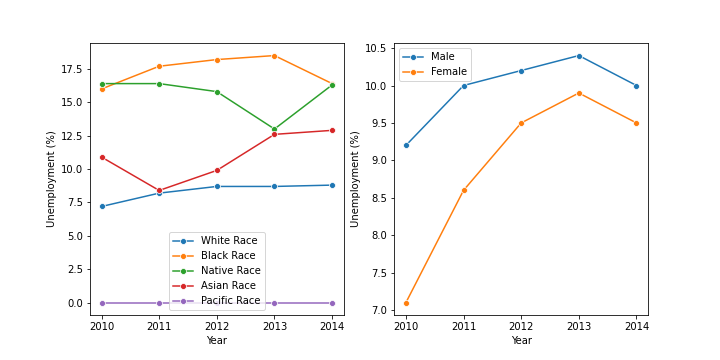 17.5
15.0
12.5
10.0
7.5
5.0
2.5
0.0
Unemployment (%)
White Race
Black Race
Native Race
Asian Race
Pacific Race
2010 2011 2012 2013 2014
Year
10.5
10.0
9.5
9.0
8.5
8.0
7.5
7.0
Unemployment (%)
Male
Female
2010 2011 2012 2013 2014
Year